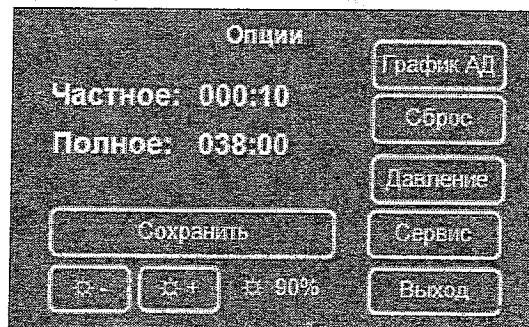 Опции
График АД
Частное: 000:10
Сброс
Полное: 038:00
Давление
Сохранить
Сервис
- + 90%
Выход